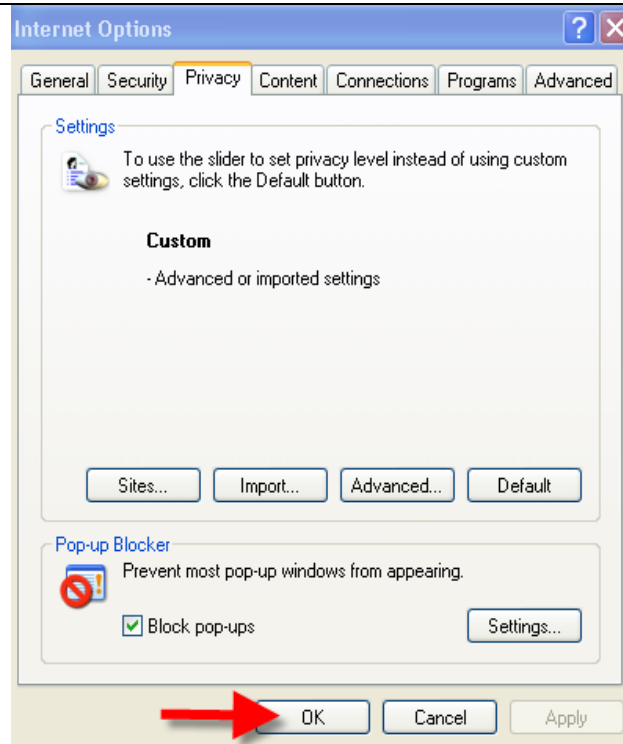 Internet Options
General Security Privacy Content Connections Programs Advanced
Settings
To use the slider to set privacy level instead of using custom
settings, click the Default button.
Custom
- Advanced or imported settings
Sites... Import... Advanced... Default
Pop-up Blocker
Prevent most pop-up windows from appearing.
Block pop-ups Settings...
OK Cancel Apply